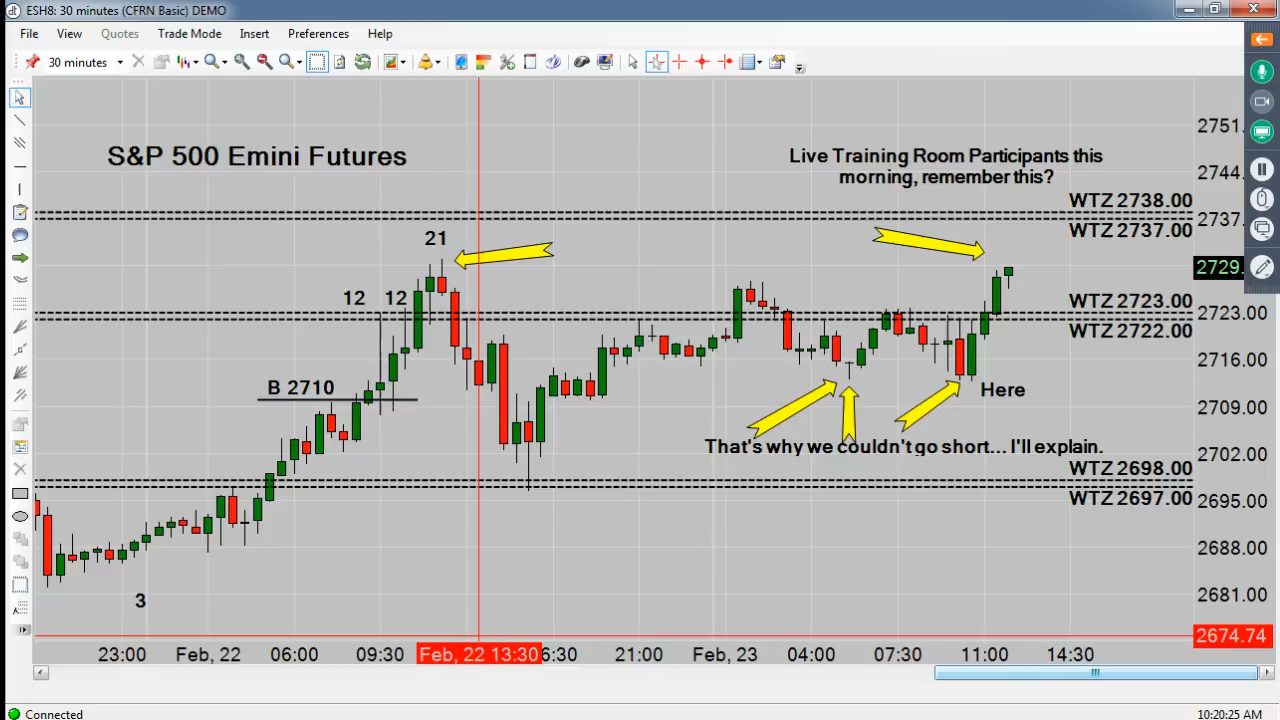 ESH8: 30 minutes (CFRN Basic) DEMO
File View Quotes Trade Mode Insert Preferences Help
30 minutes
S&P 500 Emini Futures
Live Training Room Participants this
morning, remember this?
2751.
2744.
WTZ 2738.00
2737.
WTZ 2737.00
21
2729.
12 12
WTZ 2723.00
2723.00
WTZ 2722.00
2716.00
B 2710
Here
2709.00
That's why we couldn't go short... I'll explain.
2702.00
WTZ 2698.00
WTZ 2697.00
2695.00
2688.00
3
2681.00
2674.74
23:00 Feb, 22 06:00 09:30 Feb, 22 13:30 6:30 21:00 Feb, 23 04:00 07:30 11:00 14:30
Connected
10:20:25 AM